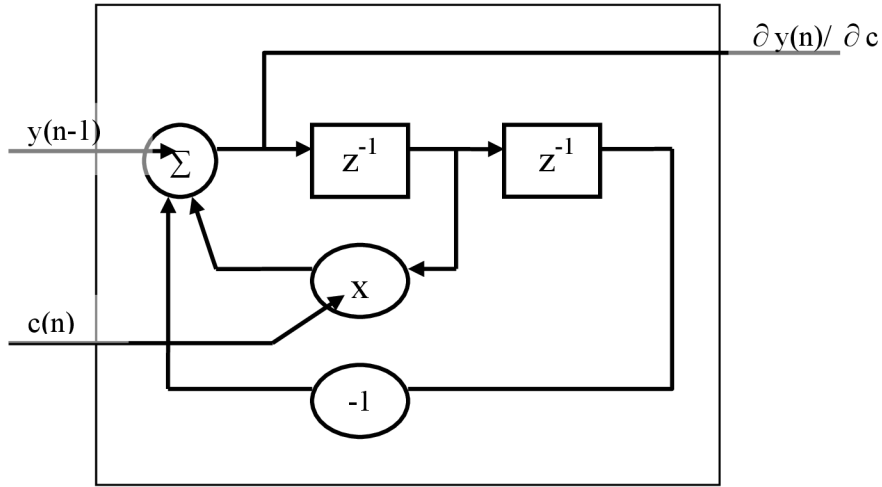 ∂ y(n)/ ∂ c
y(n-1)
Σ
z⁻¹
z⁻¹
x
c(n)
-1